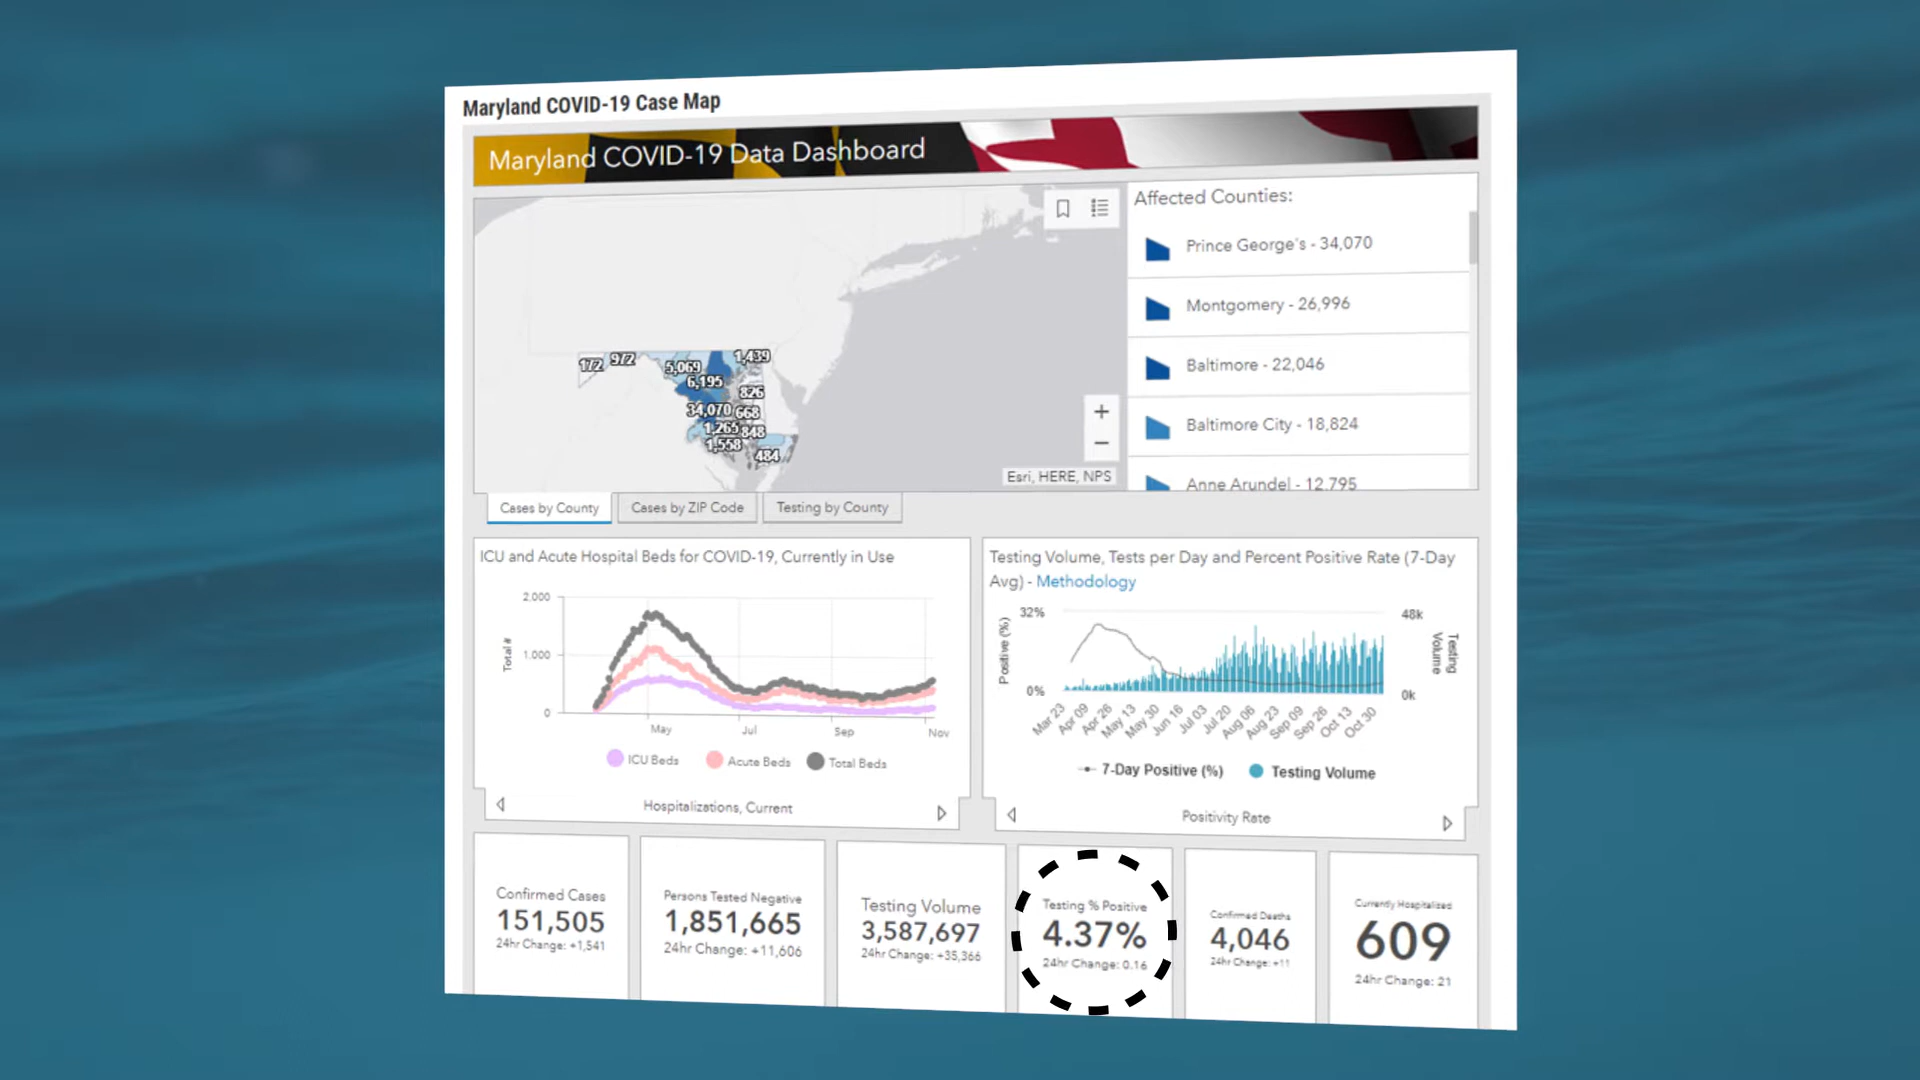 Maryland COVID-19 Case Map
Maryland COVID-19 Data Dashboard
Affected Counties:
Prince George's - 34,070
Montgomery - 26,996
Baltimore - 22,046
Baltimore City - 18,824
Anne Arundel - 12,795
172
972
5,069
1,439
6,195
826
34,070
668
1,265
848
1,558
484
+
−
Esri, HERE, NPS
Cases by County
Cases by ZIP Code
Testing by County
ICU and Acute Hospital Beds for COVID-19, Currently in Use
2,000
1,000
0
Total #
May
Jul
Sep
Nov
ICU Beds
Acute Beds
Total Beds
Hospitalizations, Current
Testing Volume, Tests per Day and Percent Positive Rate (7-Day
Avg) - Methodology
32%
0%
Positive (%)
48k
0k
Testing
Volume
Mar 23
Apr 09
Apr 26
May 13
May 30
Jun 16
Jul 03
Jul 20
Aug 06
Aug 23
Sep 09
Sep 26
Oct 13
Oct 30
7-Day Positive (%)
Testing Volume
Positivity Rate
Confirmed Cases
151,505
24hr Change: +1,541
Persons Tested Negative
1,851,665
24hr Change: +11,606
Testing Volume
3,587,697
24hr Change: +35,366
Testing % Positive
4.37%
24hr Change: 0.16
Confirmed Deaths
4,046
24hr Change: +11
Currently Hospitalized
609
24hr Change: 21